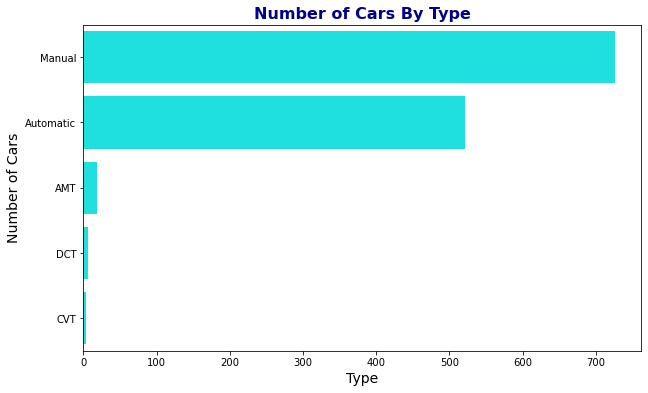 Number of Cars By Type
Number of Cars
Manual
Automatic
AMT
DCT
CVT
0 100 200 300 400 500 600 700
Type